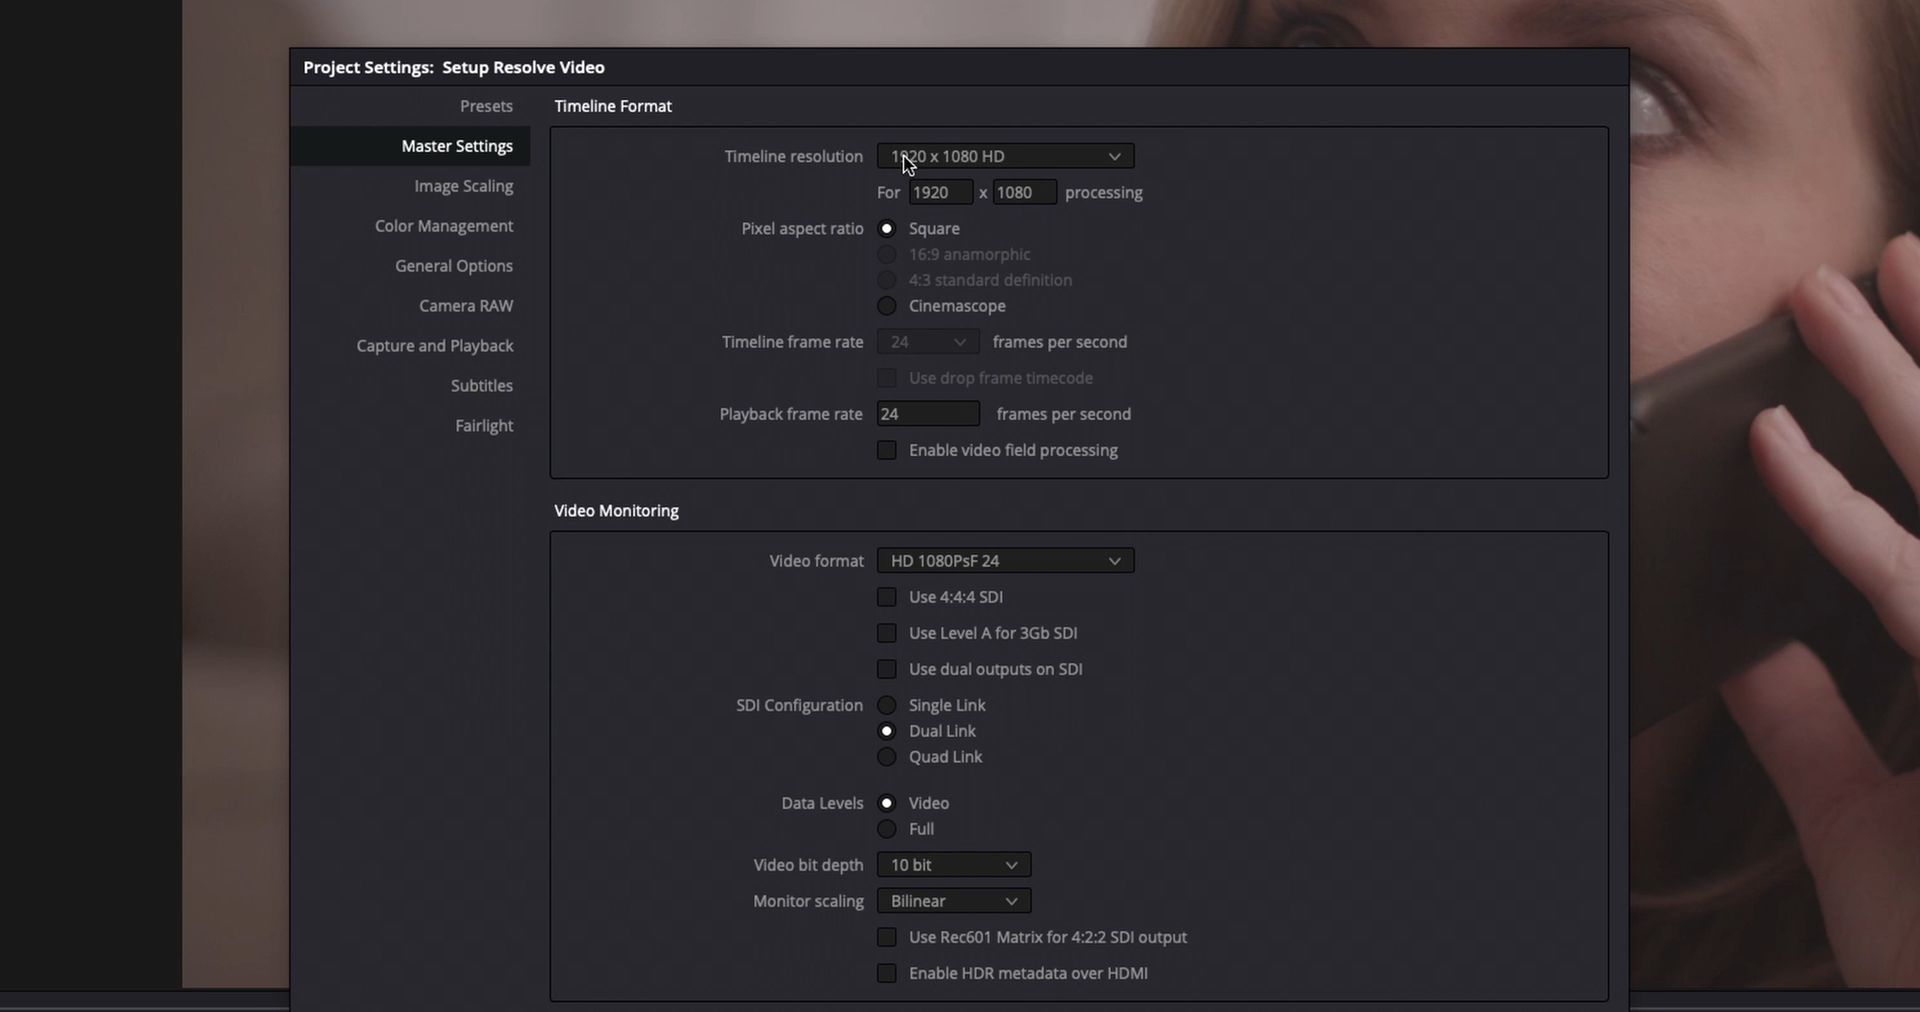 Project Settings: Setup Resolve Video
Presets
Master Settings
Image Scaling
Color Management
General Options
Camera RAW
Capture and Playback
Subtitles
Fairlight
Timeline Format
Timeline resolution 1920 x 1080 HD
For 1920 x 1080 processing
Pixel aspect ratio Square
16:9 anamorphic
4:3 standard definition
Cinemascope
Timeline frame rate 24 frames per second
Use drop frame timecode
Playback frame rate 24 frames per second
Enable video field processing
Video Monitoring
Video format HD 1080PsF 24
Use 4:4:4 SDI
Use Level A for 3Gb SDI
Use dual outputs on SDI
SDI Configuration Single Link
Dual Link
Quad Link
Data Levels Video
Full
Video bit depth 10 bit
Monitor scaling Bilinear
Use Rec601 Matrix for 4:2:2 SDI output
Enable HDR metadata over HDMI